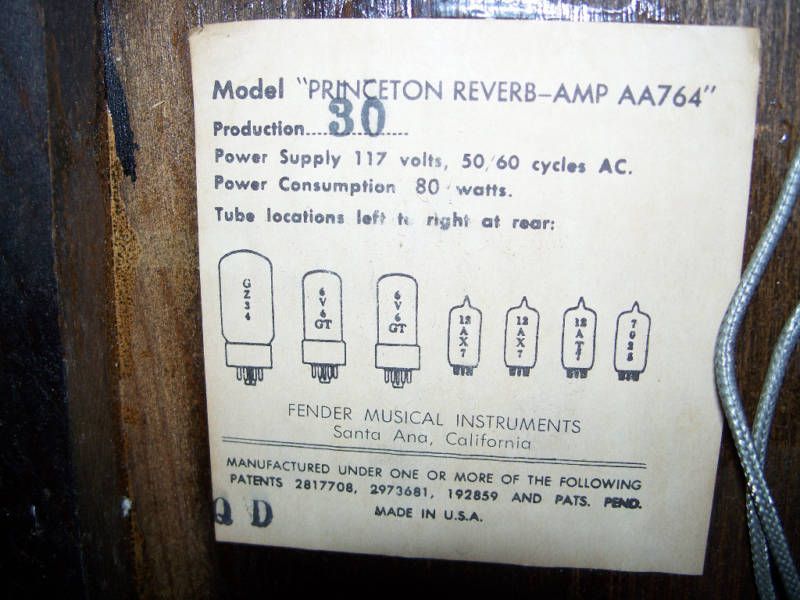 Model "PRINCETON REVERB-AMP AA764"
Production....30....
Power Supply 117 volts, 50/60 cycles AC.
Power Consumption 80 watts.
Tube locations left to right at rear:
GZ34 6V6GT 6V6GT 12AX7 12AX7 12AT7 7025
FENDER MUSICAL INSTRUMENTS
Santa Ana, California
MANUFACTURED UNDER ONE OR MORE OF THE FOLLOWING
PATENTS 2817708, 2973681, 192859 AND PATS. PEND.
MADE IN U.S.A.
QD